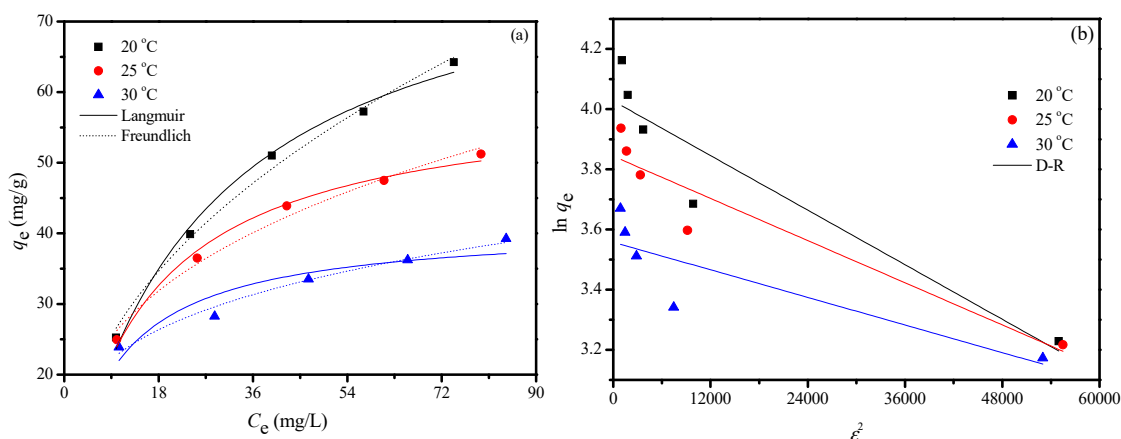 (a)
20 °C
25 °C
30 °C
Langmuir
Freundlich
qe (mg/g)
70
60
50
40
30
20
0 18 36 54 72 90
Ce (mg/L)
(b)
20 °C
25 °C
30 °C
D-R
ln qe
4.2
4.0
3.8
3.6
3.4
3.2
0 12000 24000 36000 48000 60000
ε²